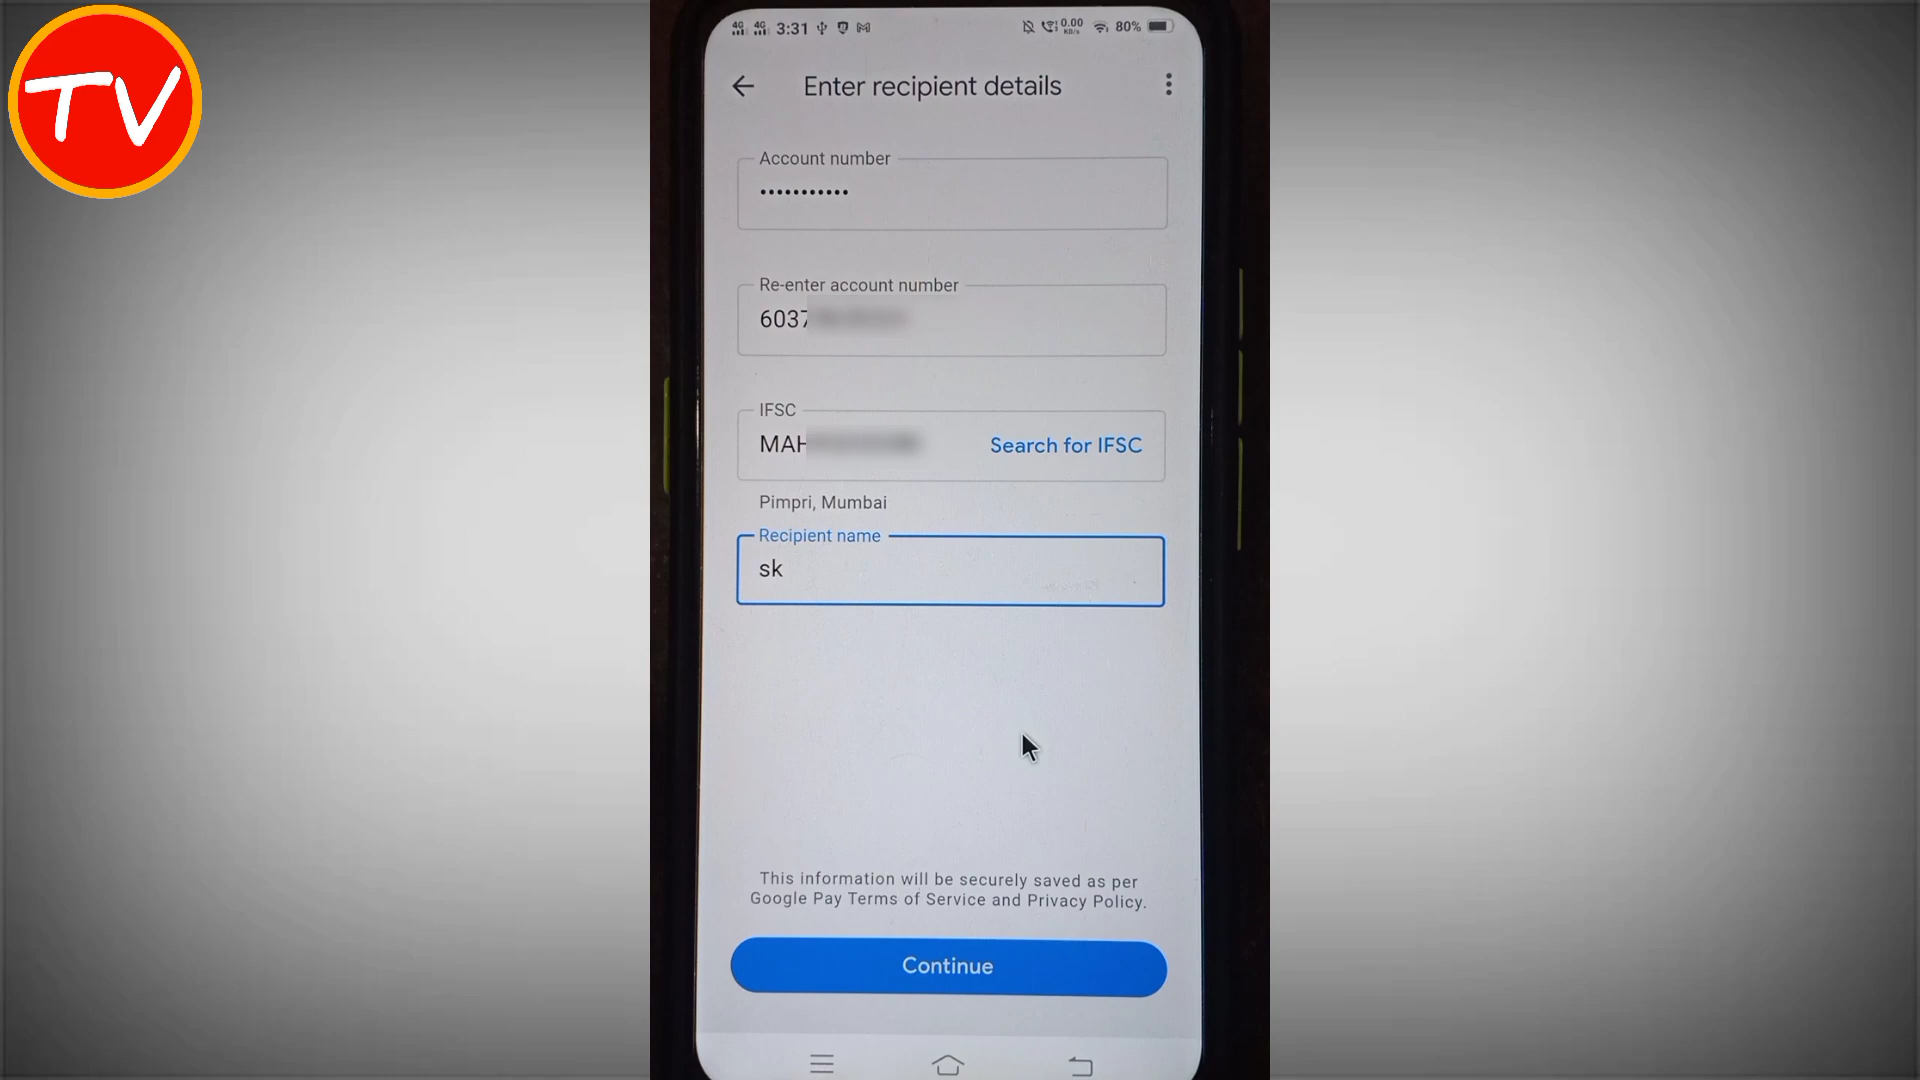 TV
4G 4G 3:31 0.00 KB/s 80%
Enter recipient details
Account number
•••••••••••
Re-enter account number
6037
IFSC
MAH
Search for IFSC
Pimpri, Mumbai
Recipient name
sk
This information will be securely saved as per
Google Pay Terms of Service and Privacy Policy.
Continue